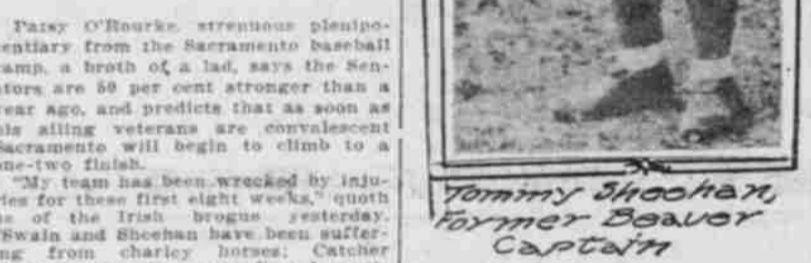 Patsy O'Rourke, strenuous plenipo-
entiary from the Sacramento baseball
camp, a broth of a lad, says the Sen-
ators are 50 per cent stronger than a
year ago, and predicts that as soon as
his ailing veterans are convalescent
Sacramento will begin to climb to a
one-two finish.
"My team has been wrecked by inju-
ries for these first eight weeks," quoth
he of the Irish brogue yesterday.
"Swain and Sheehan have been suffer-
ing from charley horses; Catcher
Tommy Sheehan,
Former Beaver
Captain